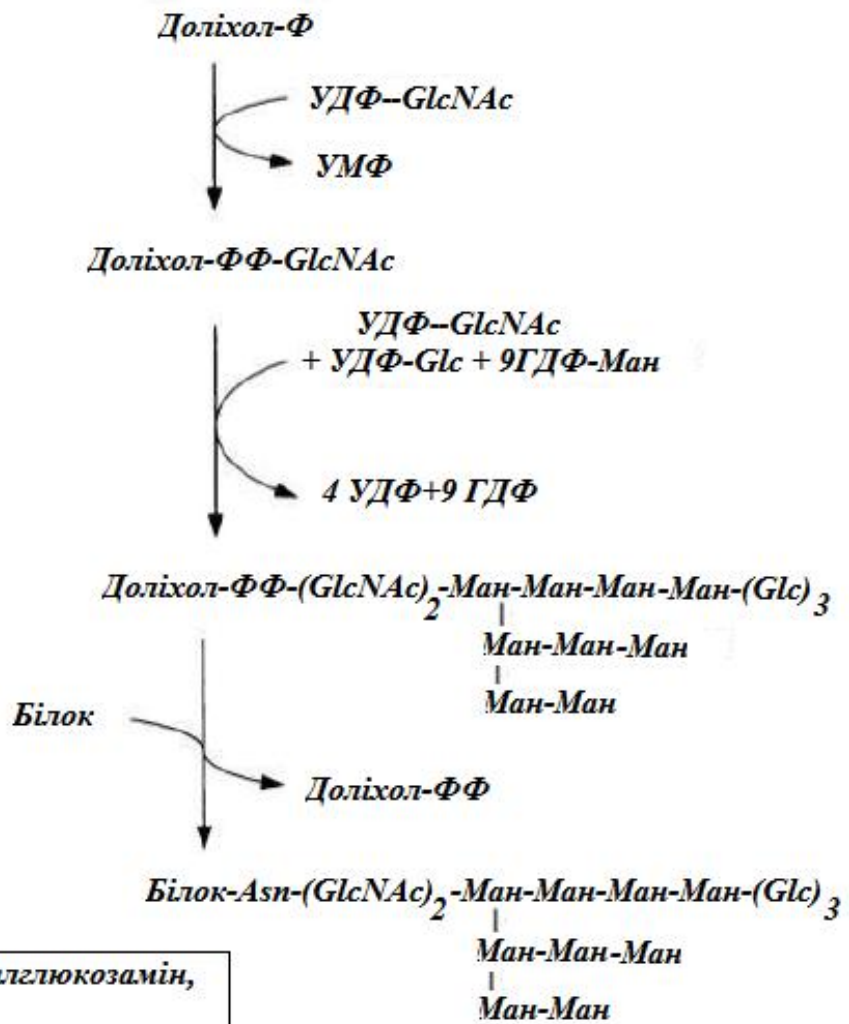 Доліхол-Ф
УДФ--GlcNAc
УМФ
Доліхол-ФФ-GlcNAc
УДФ--GlcNAc
+ УДФ-Glc + 9ГДФ-Ман
4 УДФ+9 ГДФ
Доліхол-ФФ-(GlcNAc)2-Ман-Ман-Ман-Ман-(Glc)3
Ман-Ман-Ман
Ман-Ман
Білок
Доліхол-ФФ
Білок-Asn-(GlcNAc)2-Ман-Ман-Ман-Ман-(Glc)3
Ман-Ман-Ман
Ман-Ман